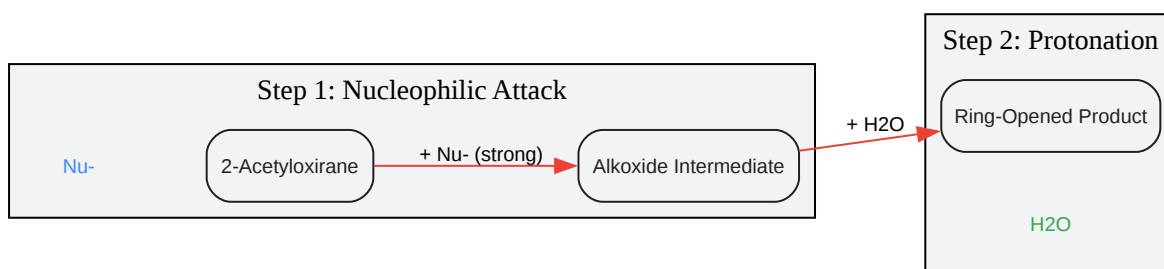 Step 1: Nucleophilic Attack
Nu-
2-Acetyloxirane
+ Nu- (strong)
Alkoxide Intermediate
+ H2O
Step 2: Protonation
Ring-Opened Product
H2O